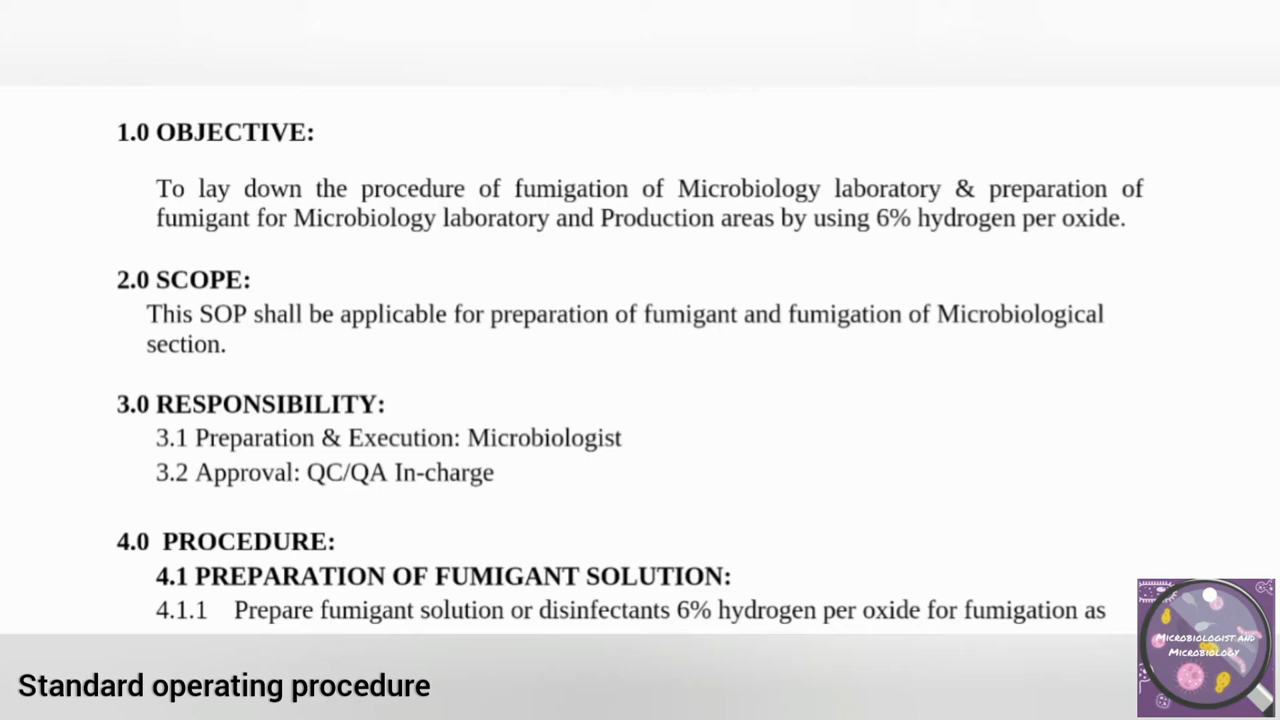 1.0 OBJECTIVE:
To lay down the procedure of fumigation of Microbiology laboratory & preparation of
fumigant for Microbiology laboratory and Production areas by using 6% hydrogen per oxide.
2.0 SCOPE:
This SOP shall be applicable for preparation of fumigant and fumigation of Microbiological
section.
3.0 RESPONSIBILITY:
3.1 Preparation & Execution: Microbiologist
3.2 Approval: QC/QA In-charge
4.0 PROCEDURE:
4.1 PREPARATION OF FUMIGANT SOLUTION:
4.1.1 Prepare fumigant solution or disinfectants 6% hydrogen per oxide for fumigation as
MICROBIOLOGIST AND
MICROBIOLOGY
Standard operating procedure